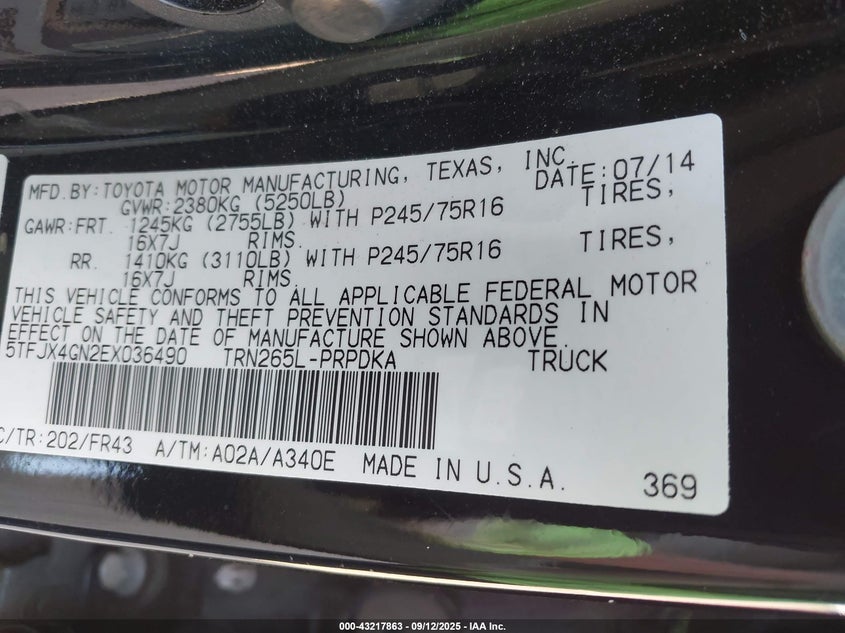 MFD.BY:TOYOTA MOTOR MANUFACTURING, TEXAS, INC.
GVWR:2380KG (5250LB) DATE:07/14
GAWR:FRT. 1245KG (2755LB) WITH P245/75R16 TIRES,
16X7J RIMS.
RR. 1410KG (3110LB) WITH P245/75R16 TIRES,
16X7J RIMS.
THIS VEHICLE CONFORMS TO ALL APPLICABLE FEDERAL MOTOR
VEHICLE SAFETY AND THEFT PREVENTION STANDARDS IN
EFFECT ON THE DATE OF MANUFACTURE SHOWN ABOVE.
5TFJX4GN2EX036490 TRN265L-PRPDKA TRUCK
C/TR:202/FR43 A/TM:A02A/A340E MADE IN U.S.A. 369
000-43217863 - 09/12/2025 - IAA Inc.